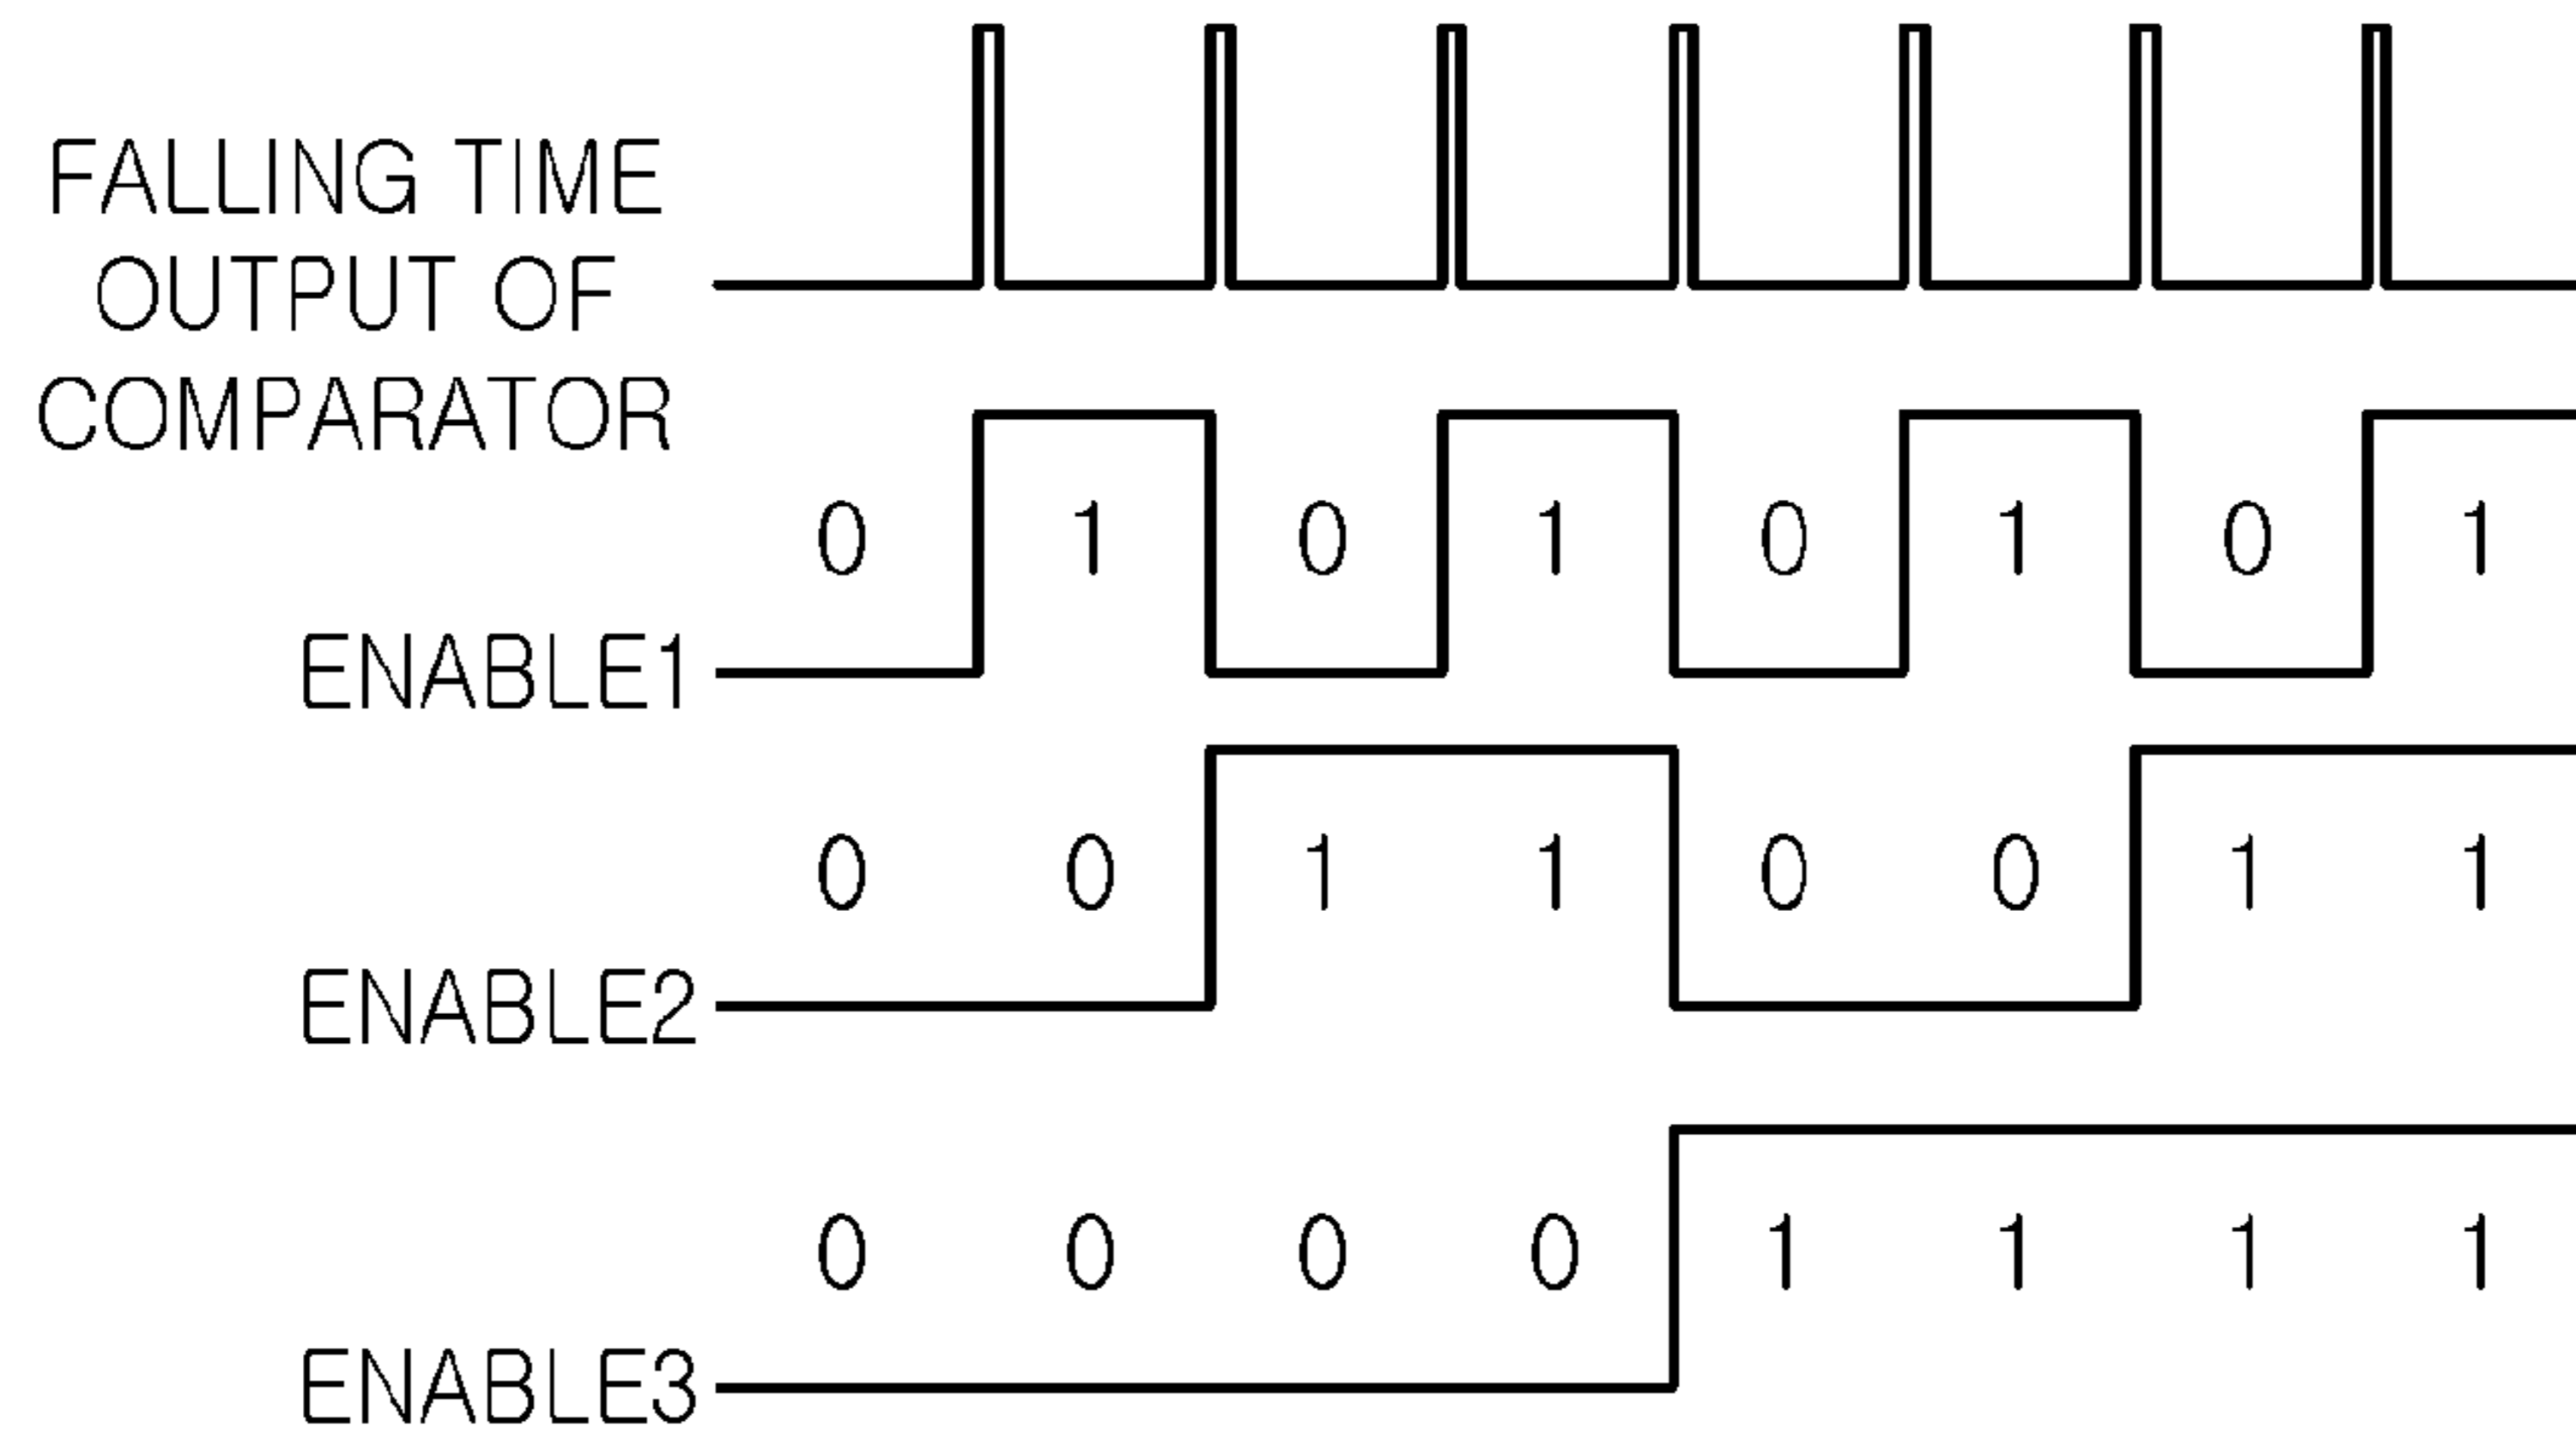 FALLING TIME
OUTPUT OF
COMPARATOR
0 1 0 1 0 1 0 1
ENABLE1
0 0 1 1 0 0 1 1
ENABLE2
0 0 0 0 1 1 1 1
ENABLE3